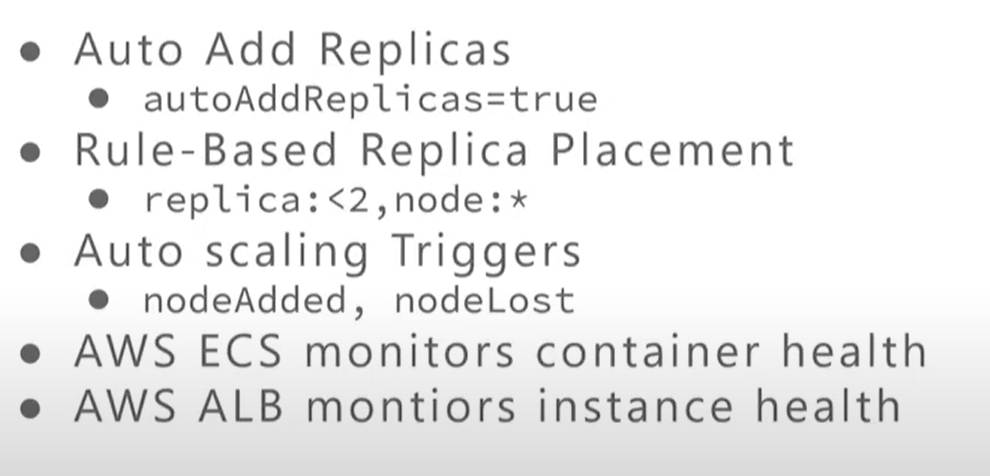 • Auto Add Replicas
• autoAddReplicas=true
• Rule-Based Replica Placement
• replica:<2,node:*
• Auto scaling Triggers
• nodeAdded, nodeLost
• AWS ECS monitors container health
• AWS ALB montiors instance health